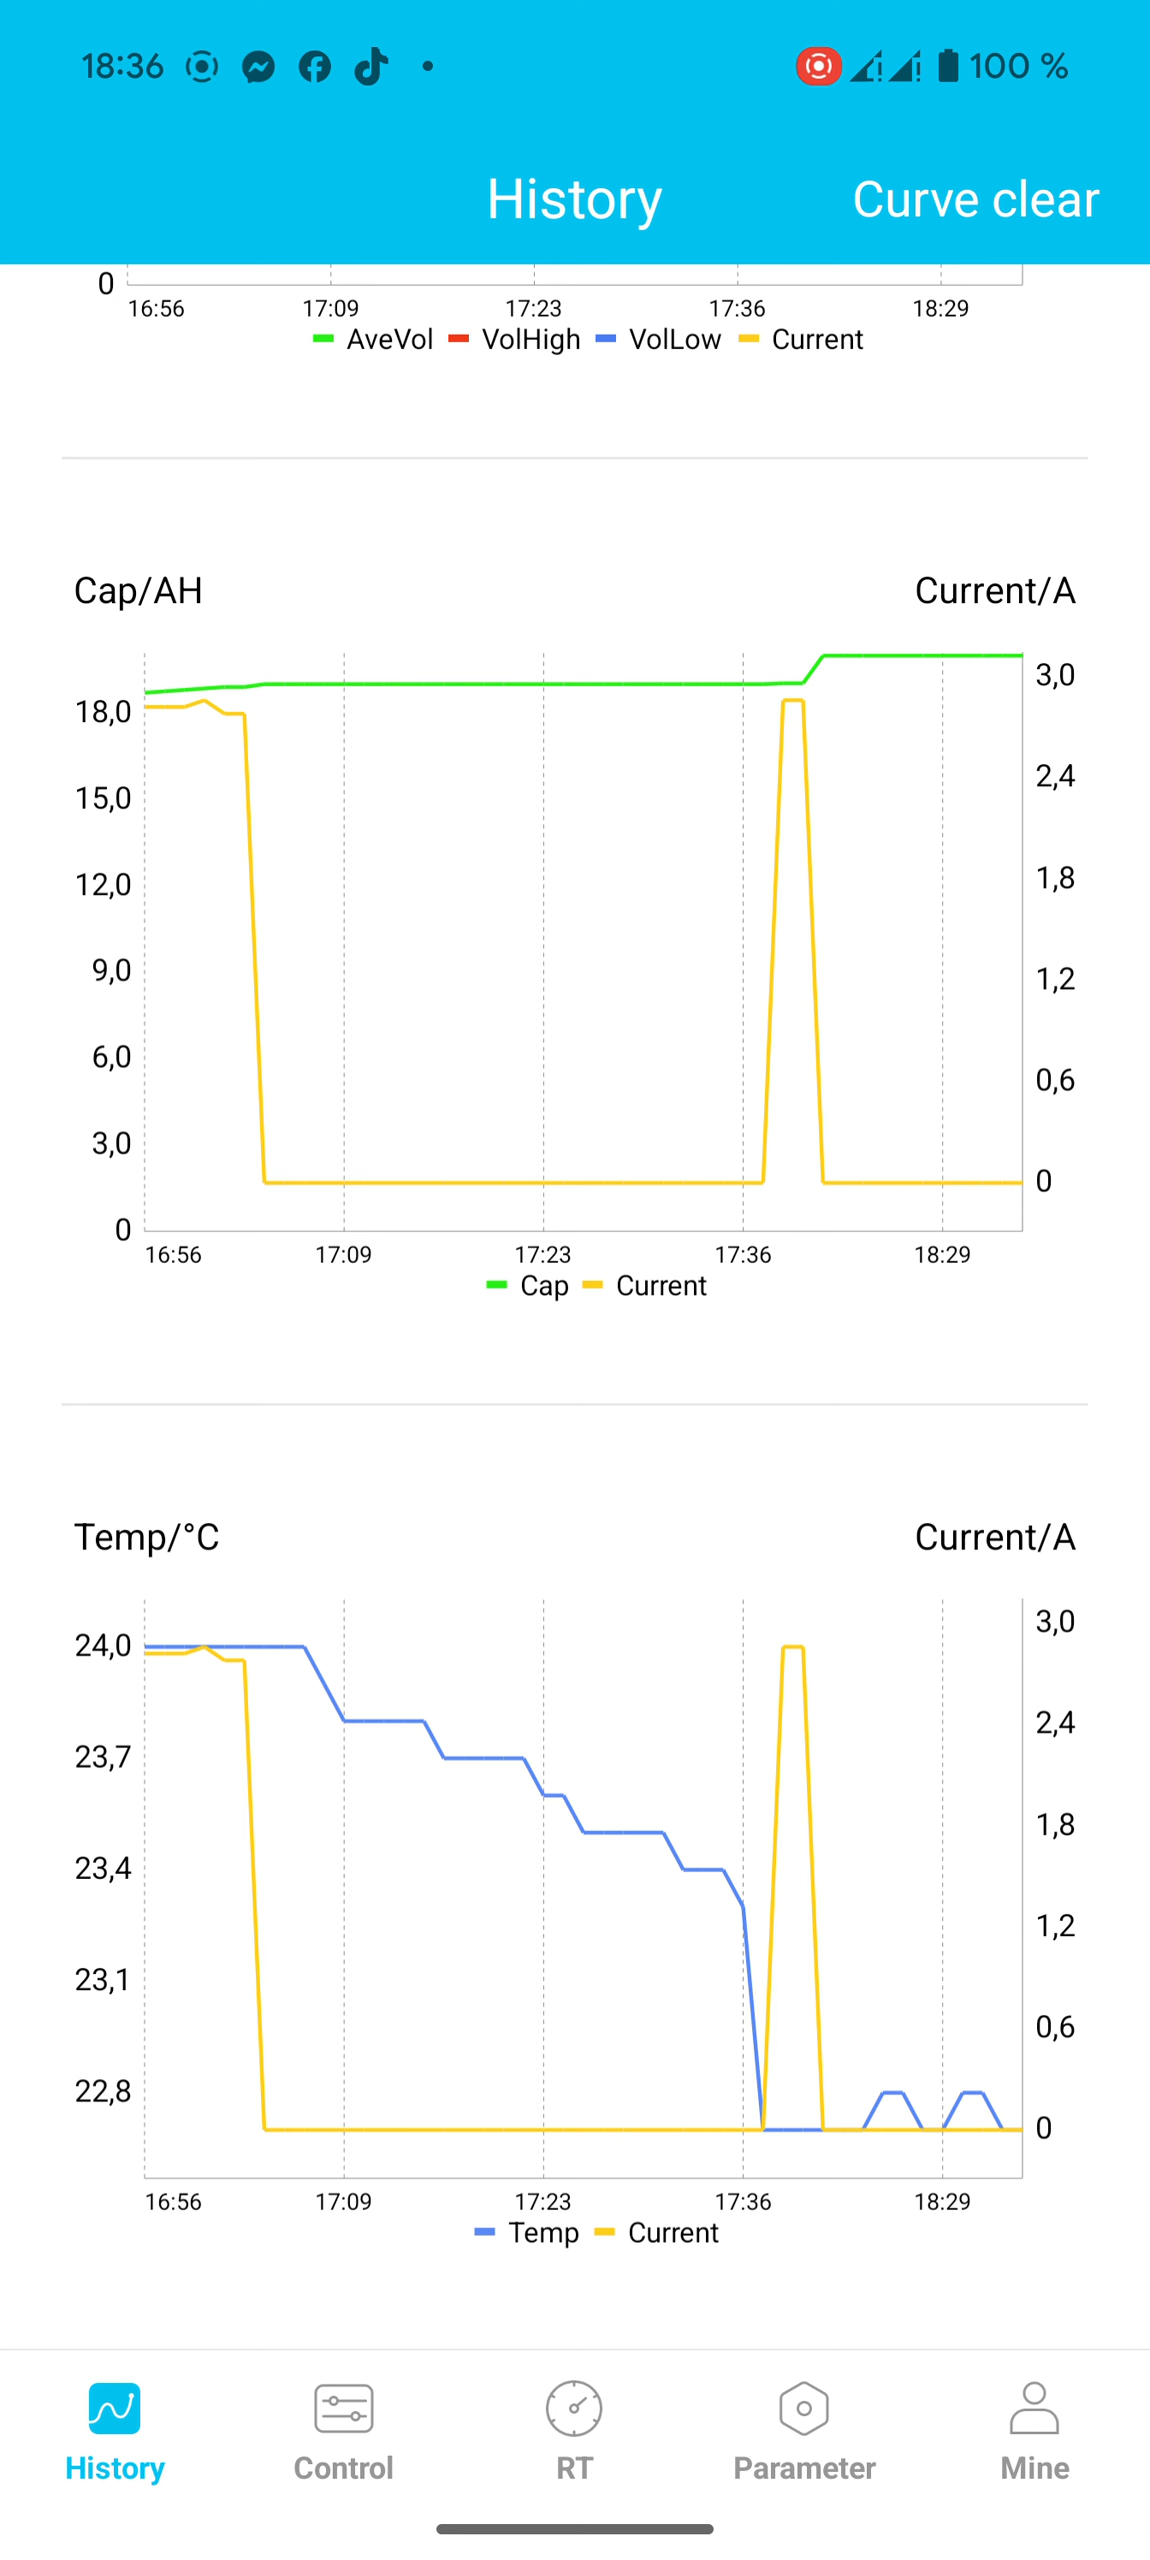 18:36 100 %
History Curve clear
0
16:56 17:09 17:23 17:36 18:29
AveVol VolHigh VolLow Current
Cap/AH Current/A
3,0
18,0
2,4
15,0
1,8
12,0
9,0 1,2
6,0 0,6
3,0
0
0
16:56 17:09 17:23 17:36 18:29
Cap Current
Temp/°C Current/A
3,0
24,0
2,4
23,7
1,8
23,4
1,2
23,1
0,6
22,8
0
16:56 17:09 17:23 17:36 18:29
Temp Current
History Control RT Parameter Mine